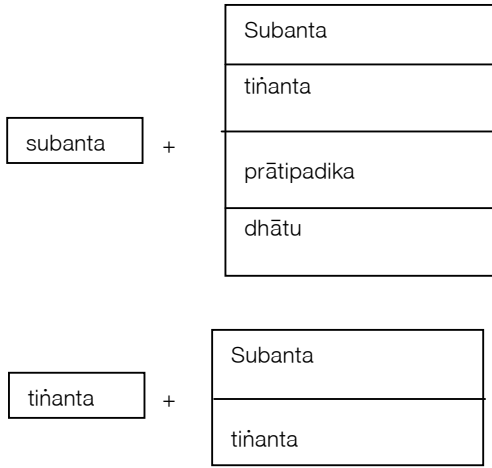 Subanta
tiṅanta
subanta +
prātipadika
dhātu
Subanta
tiṅanta +
tiṅanta